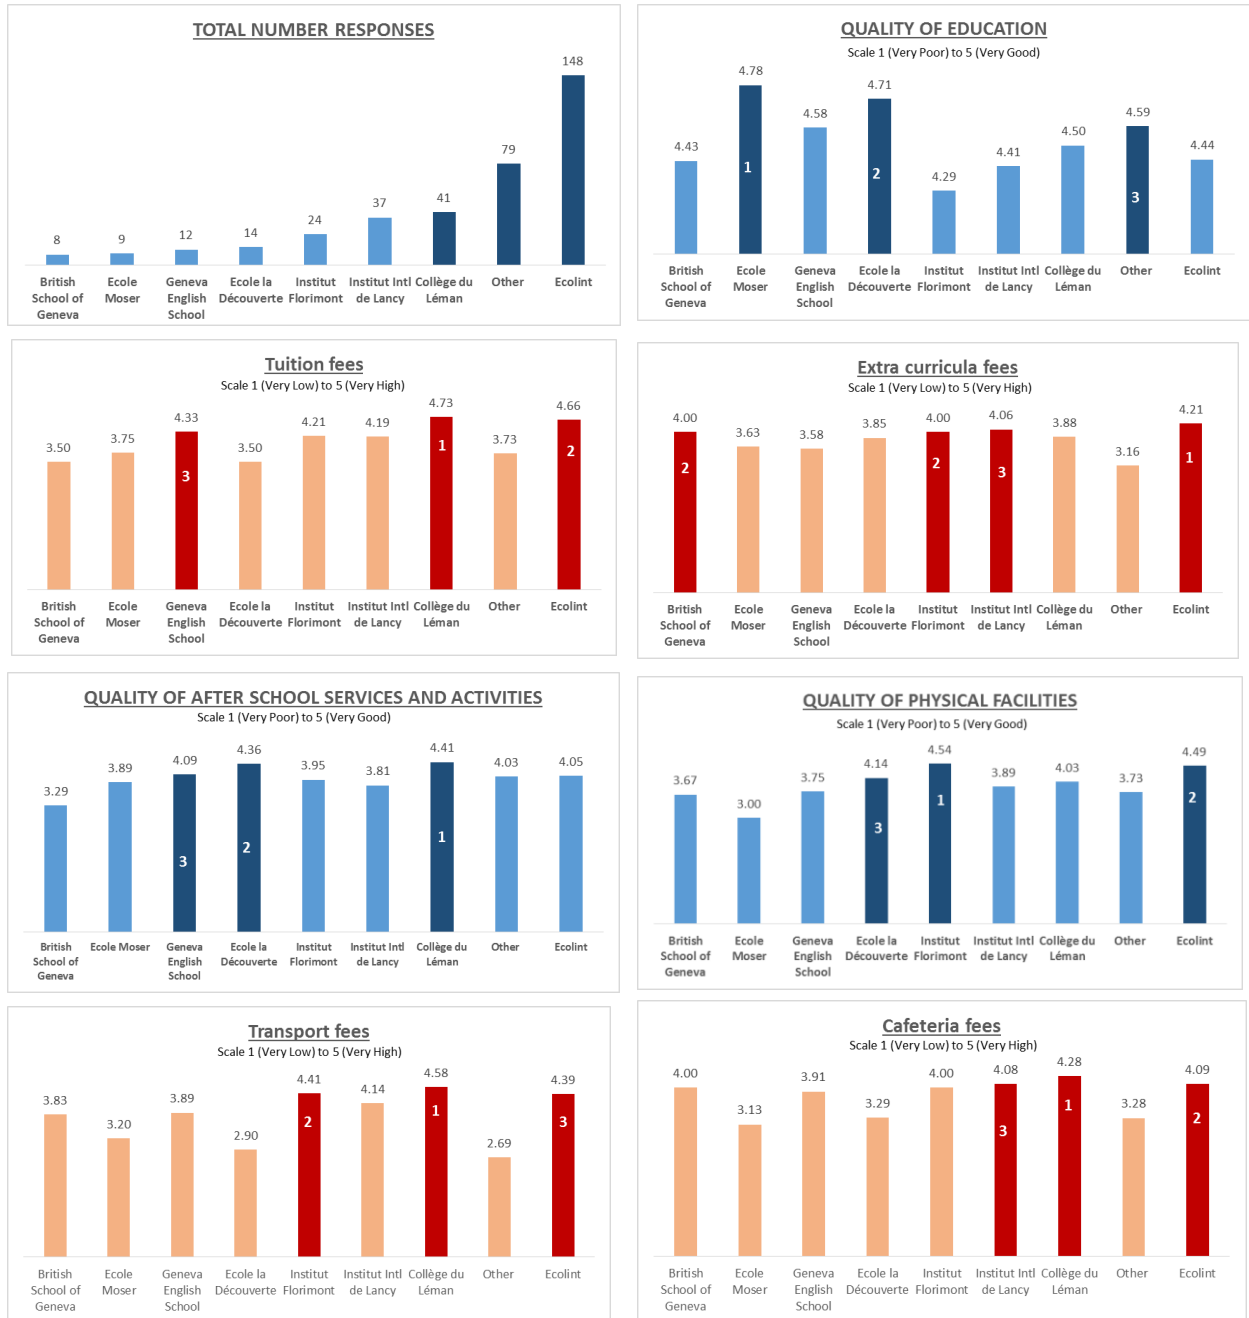 TOTAL NUMBER RESPONSES
148
79
41
37
24
14
12
9
8
British Ecole Geneva Ecole la Institut Institut Intl Collège du Other Ecolint
School of Moser English Découverte Florimont de Lancy Léman
Geneva School
QUALITY OF EDUCATION
Scale 1 (Very Poor) to 5 (Very Good)
4.43 4.78 4.58 4.71 4.29 4.41 4.50 4.59 4.44
1 2 3
British Ecole Geneva Ecole la Institut Institut Intl Collège du Other Ecolint
School of Moser English Découverte Florimont de Lancy Léman
Geneva School
Tuition fees
Scale 1 (Very Low) to 5 (Very High)
3.50 3.75 4.33 3.50 4.21 4.19 4.73 3.73 4.66
3 1 2
British Ecole Geneva Ecole la Institut Institut Intl Collège du Other Ecolint
School of Moser English Découverte Florimont de Lancy Léman
Geneva School
Extra curricula fees
Scale 1 (Very Low) to 5 (Very High)
4.00 3.63 3.58 3.85 4.00 4.06 3.88 3.16 4.21
2 2 3 1
British Ecole Geneva Ecole la Institut Institut Intl Collège du Other Ecolint
School of Moser English Découverte Florimont de Lancy Léman
Geneva School
QUALITY OF AFTER SCHOOL SERVICES AND ACTIVITIES
Scale 1 (Very Poor) to 5 (Very Good)
3.29 3.89 4.09 4.36 3.95 3.81 4.41 4.03 4.05
3 2 1
British Ecole Moser Geneva Ecole la Institut Institut Intl Collège du Other Ecolint
School of English Découverte Florimont de Lancy Léman
Geneva School
QUALITY OF PHYSICAL FACILITIES
Scale 1 (Very Poor) to 5 (Very Good)
3.67 3.00 3.75 4.14 4.54 3.89 4.03 3.73 4.49
3 1 2
British Ecole Geneva Ecole la Institut Institut Intl Collège du Other Ecolint
School of Moser English Découverte Florimont de Lancy Léman
Geneva School
Transport fees
Scale 1 (Very Low) to 5 (Very High)
3.83 3.20 3.89 2.90 4.41 4.14 4.58 2.69 4.39
2 1 3
British Ecole Geneva Ecole la Institut Institut Intl Collège du Other Ecolint
School of Moser English Découverte Florimont de Lancy Léman
Geneva School
Cafeteria fees
Scale 1 (Very Low) to 5 (Very High)
4.00 3.13 3.91 3.29 4.00 4.08 4.28 3.28 4.09
3 1 2
British Ecole Geneva Ecole la Institut Institut Intl Collège du Other Ecolint
School of Moser English Découverte Florimont de Lancy Léman
Geneva School